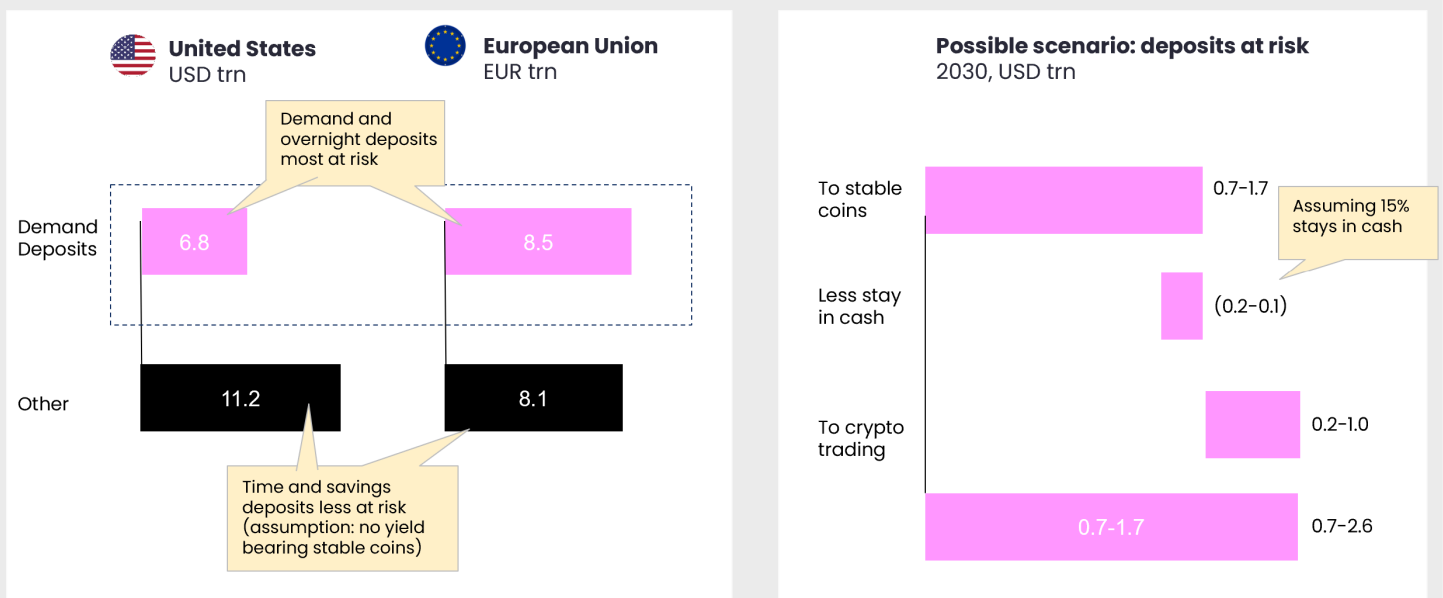 United States
USD trn
European Union
EUR trn
Demand and
overnight deposits
most at risk
Demand
Deposits
6.8
8.5
Other
11.2
8.1
Time and savings
deposits less at risk
(assumption: no yield
bearing stable coins)
Possible scenario: deposits at risk
2030, USD trn
To stable
coins
0.7–1.7
Assuming 15%
stays in cash
Less stay
in cash
(0.2–0.1)
To crypto
trading
0.2–1.0
0.7-1.7
0.7–2.6